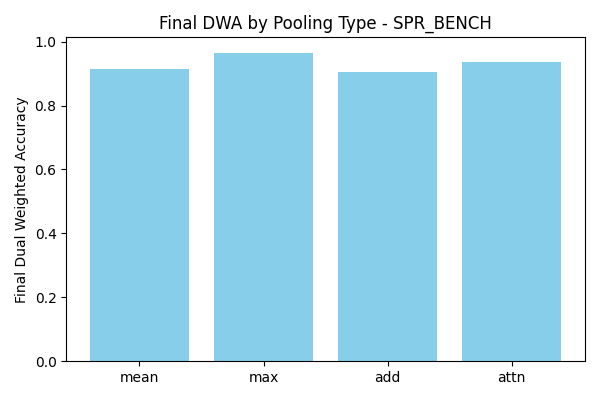 Final DWA by Pooling Type - SPR_BENCH
Final Dual Weighted Accuracy
1.0
0.8
0.6
0.4
0.2
0.0
mean max add attn